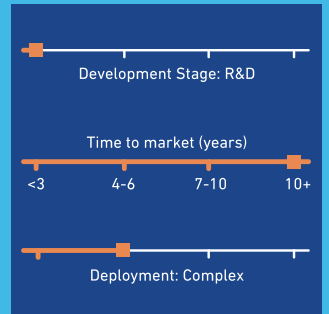 Development Stage: R&D
Time to market (years)
<3 4-6 7-10 10+
Deployment: Complex